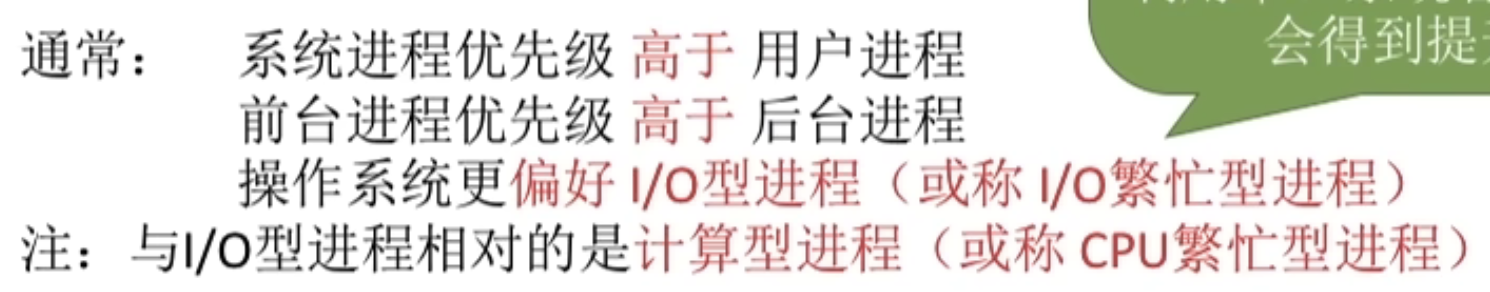 会得到提
通常： 系统进程优先级 高于 用户进程
前台进程优先级 高于 后台进程
操作系统更偏好 I/O型进程（或称 I/O繁忙型进程）
注：与I/O型进程相对的是计算型进程（或称 CPU繁忙型进程）